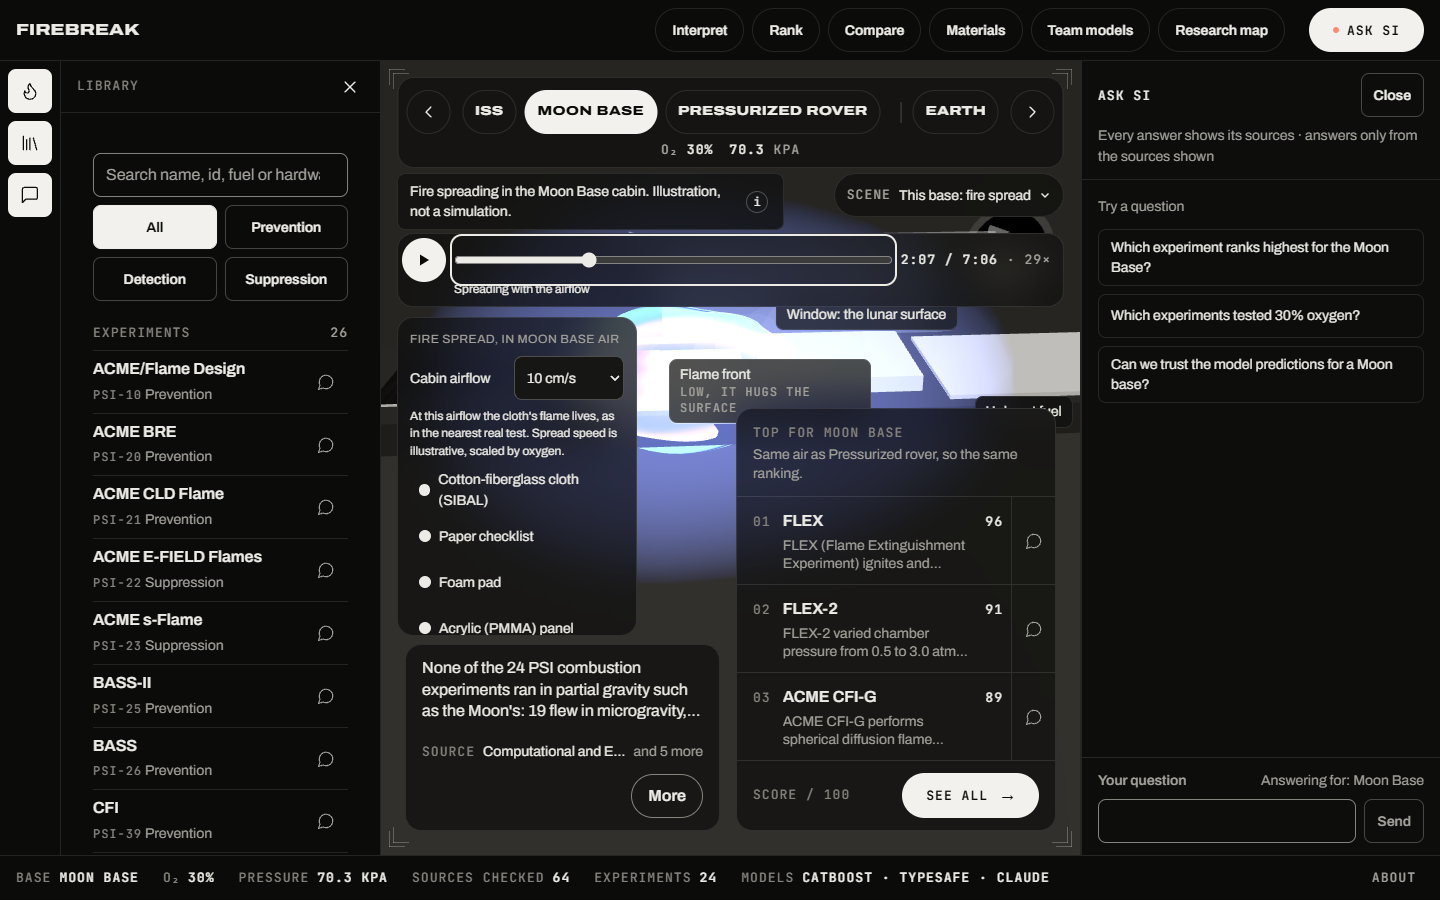 FIREBREAK
Interpret
Rank
Compare
Materials
Team models
Research map
ASK SI
LIBRARY
Search name, id, fuel or hardw
All
Prevention
Detection
Suppression
EXPERIMENTS 26
ACME/Flame Design
PSI-10 Prevention
ACME BRE
PSI-20 Prevention
ACME CLD Flame
PSI-21 Prevention
ACME E-FIELD Flames
PSI-22 Suppression
ACME s-Flame
PSI-23 Suppression
BASS-II
PSI-25 Prevention
BASS
PSI-26 Prevention
CFI
PSI-39 Prevention
ISS
MOON BASE
PRESSURIZED ROVER
EARTH
O₂ 30% 70.3 KPA
Fire spreading in the Moon Base cabin. Illustration,
not a simulation.
i
SCENE This base: fire spread
2:07 / 7:06 · 29×
Spreading with the airflow
Window: the lunar surface
FIRE SPREAD, IN MOON BASE AIR
Cabin airflow
10 cm/s
At this airflow the cloth's flame lives, as
in the nearest real test. Spread speed is
illustrative, scaled by oxygen.
Cotton-fiberglass cloth
(SIBAL)
Paper checklist
Foam pad
Acrylic (PMMA) panel
Flame front
LOW, IT HUGS THE
SURFACE
TOP FOR MOON BASE
Same air as Pressurized rover, so the same
ranking.
01 FLEX 96
FLEX (Flame Extinguishment
Experiment) ignites and...
02 FLEX-2 91
FLEX-2 varied chamber
pressure from 0.5 to 3.0 atm...
03 ACME CFI-G 89
ACME CFI-G performs
spherical diffusion flame...
SCORE / 100
SEE ALL →
None of the 24 PSI combustion
experiments ran in partial gravity such
as the Moon's: 19 flew in microgravity,...
SOURCE Computational and E... and 5 more
More
ASK SI
Close
Every answer shows its sources · answers only from
the sources shown
Try a question
Which experiment ranks highest for the Moon
Base?
Which experiments tested 30% oxygen?
Can we trust the model predictions for a Moon
base?
Your question
Answering for: Moon Base
Send
BASE MOON BASE O₂ 30% PRESSURE 70.3 KPA SOURCES CHECKED 64 EXPERIMENTS 24 MODELS CATBOOST · TYPESAFE · CLAUDE
ABOUT